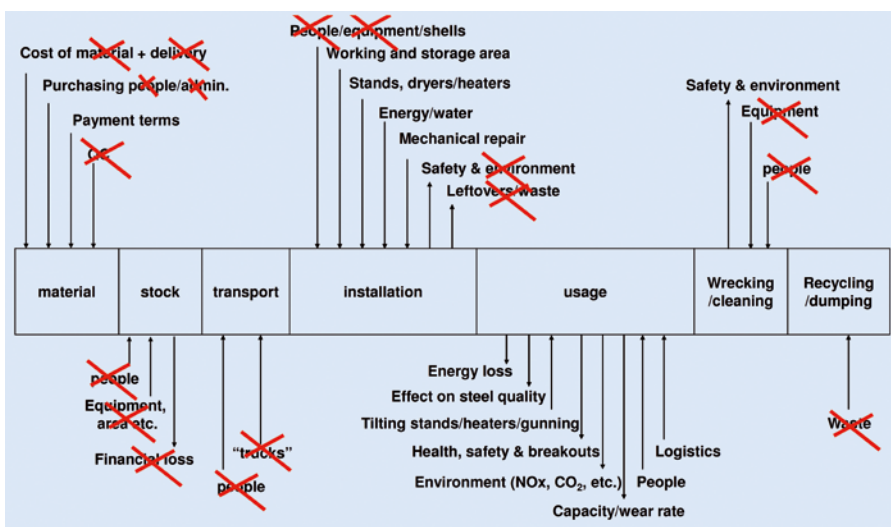 People/equipment/shells
Cost of material + delivery
Working and storage area
Purchasing people/admin.
Stands, dryers/heaters
Safety & environment
Payment terms
Energy/water
Equipment
QC
Mechanical repair
Safety & environment
people
Leftovers/waste
material
stock
transport
installation
usage
Wrecking
/cleaning
Recycling
/dumping
people
Energy loss
Equipment,
area etc.
Effect on steel quality
Tilting stands/heaters/gunning
Waste
Financial loss
"trucks"
Health, safety & breakouts
Logistics
people
Environment (NOx, CO₂, etc.)
People
Capacity/wear rate